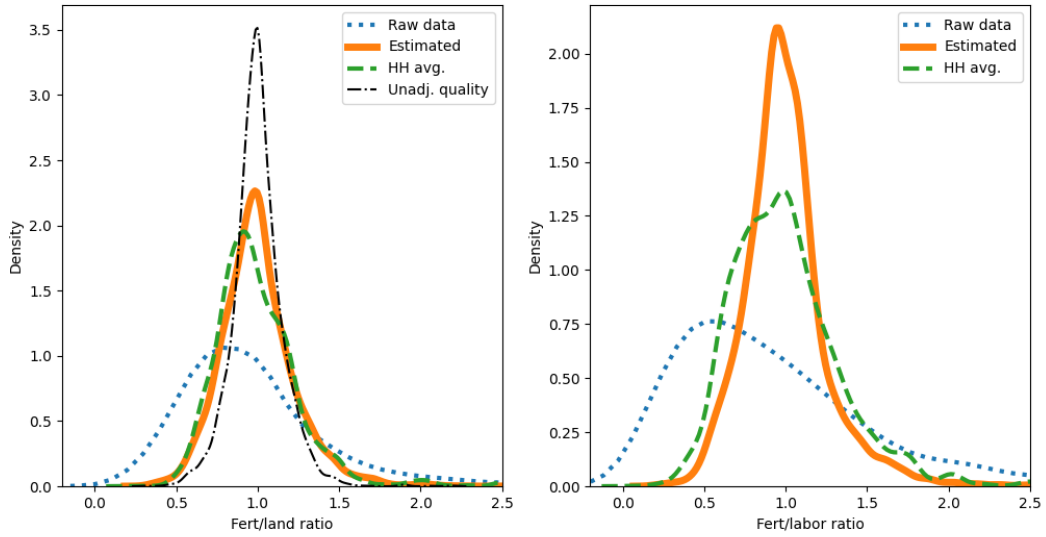 3.5
3.0
2.5
2.0
1.5
1.0
0.5
0.0
Density
0.0 0.5 1.0 1.5 2.0 2.5
Fert/land ratio
Raw data
Estimated
HH avg.
Unadj. quality
2.00
1.75
1.50
1.25
1.00
0.75
0.50
0.25
0.00
Density
0.0 0.5 1.0 1.5 2.0 2.5
Fert/labor ratio
Raw data
Estimated
HH avg.